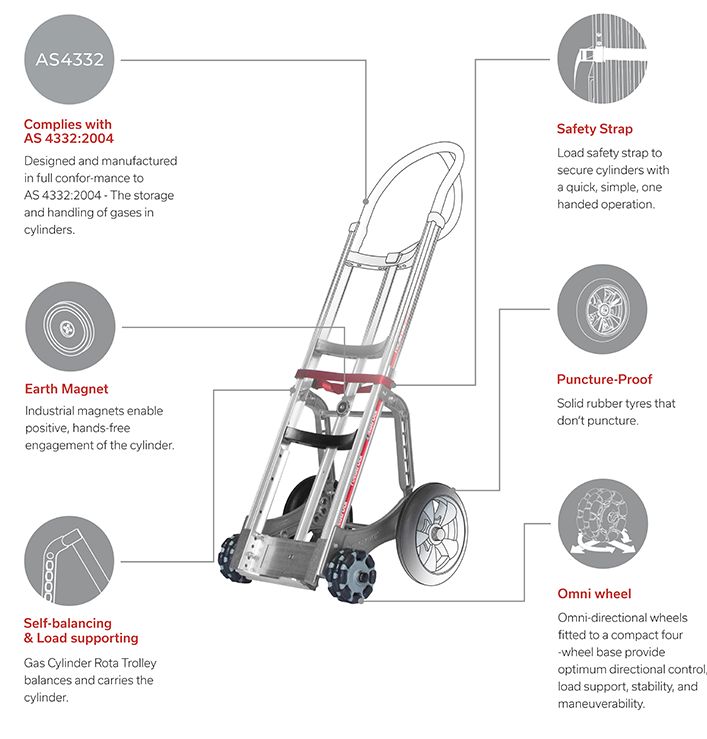 AS4332
Complies with
AS 4332:2004
Designed and manufactured
in full confor-mance to
AS 4332:2004 - The storage
and handling of gases in
cylinders.
Earth Magnet
Industrial magnets enable
positive, hands-free
engagement of the cylinder.
Self-balancing
& Load supporting
Gas Cylinder Rota Trolley
balances and carries the
cylinder.
Safety Strap
Load safety strap to
secure cylinders with
a quick, simple, one
handed operation.
Puncture-Proof
Solid rubber tyres that
don't puncture.
Omni wheel
Omni-directional wheels
fitted to a compact four
-wheel base provide
optimum directional control,
load support, stability, and
maneuverability.